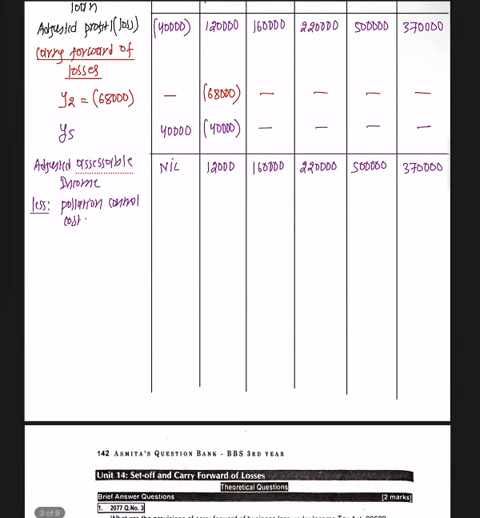 loan
Adjusted profit/(loss) (40000) 120000 160000 220000 500000 370000
Carry forward of
losses
Y2 = (68000) — (68000) — — — —
Y5 40000 (40000) — — — —
Adjusted assessible NiL 12000 160000 220000 500000 370000
Income
less: pollution control
cost.
142 ASMITA'S QUESTION BANK - BBS 3RD YEAR
Unit 14: Set-off and Carry Forward of Losses
Theoretical Questions
Brief Answer Questions [2 marks]
1. 2077 Q.No. 3
3 of 9